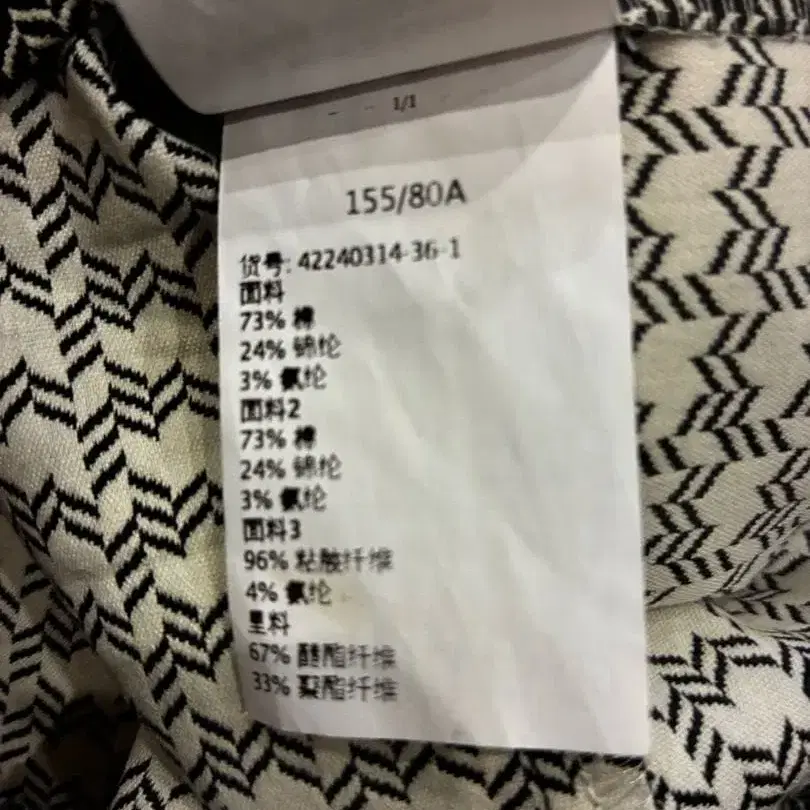 1/1
155/80A
货号: 42240314-36-1
面料
73% 棉
24% 锦纶
3% 氨纶
面料2
73% 棉
24% 锦纶
3% 氨纶
面料3
96% 粘胶纤维
4% 氨纶
里料
67% 醋酯纤维
33% 聚酯纤维